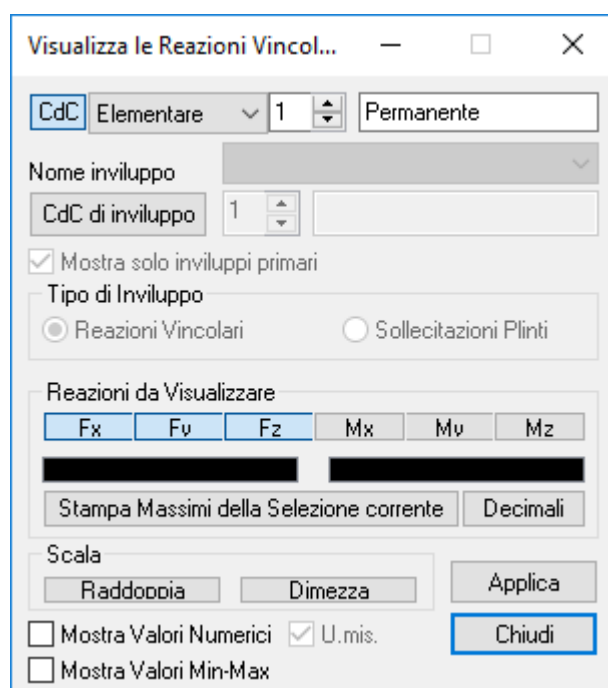 Visualizza le Reazioni Vincol...
CdC Elementare 1 Permanente
Nome inviluppo
CdC di inviluppo 1
Mostra solo inviluppi primari
Tipo di Inviluppo
Reazioni Vincolari Sollecitazioni Plinti
Reazioni da Visualizzare
Fx Fy Fz Mx My Mz
Stampa Massimi della Selezione corrente Decimali
Scala
Raddoppia Dimezza Applica
Mostra Valori Numerici U.mis. Chiudi
Mostra Valori Min-Max